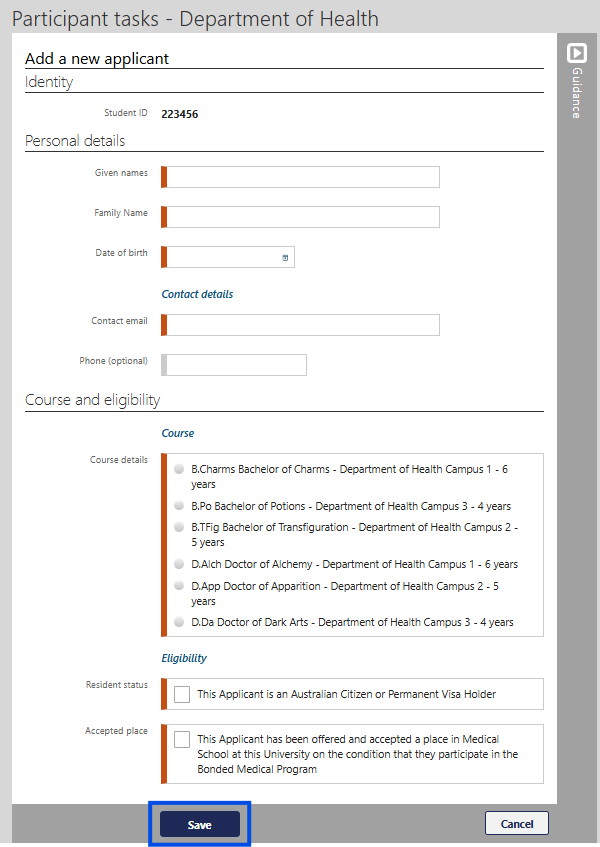 Participant tasks - Department of Health
Add a new applicant
Identity
Student ID 223456
Personal details
Given names
Family Name
Date of birth
Contact details
Contact email
Phone (optional)
Course and eligibility
Course
Course details
B.Charms Bachelor of Charms - Department of Health Campus 1 - 6
years
B.Po Bachelor of Potions - Department of Health Campus 3 - 4 years
B.TFig Bachelor of Transfiguration - Department of Health Campus 2 -
5 years
D.Alch Doctor of Alchemy - Department of Health Campus 1 - 6 years
D.App Doctor of Apparition - Department of Health Campus 2 - 5
years
D.Da Doctor of Dark Arts - Department of Health Campus 3 - 4 years
Eligibility
Resident status
This Applicant is an Australian Citizen or Permanent Visa Holder
Accepted place
This Applicant has been offered and accepted a place in Medical
School at this University on the condition that they participate in the
Bonded Medical Program
Save
Cancel
Guidance